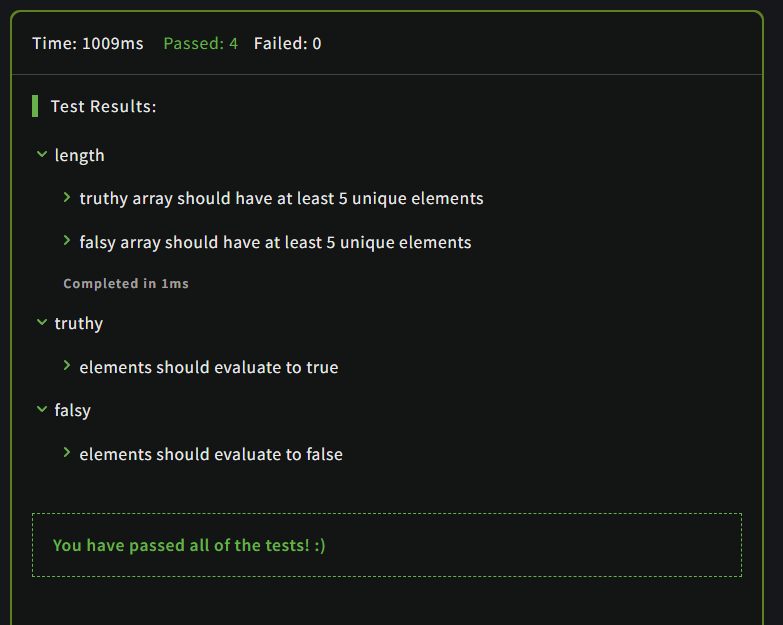 Time: 1009ms Passed: 4 Failed: 0
Test Results:
length
truthy array should have at least 5 unique elements
falsy array should have at least 5 unique elements
Completed in 1ms
truthy
elements should evaluate to true
falsy
elements should evaluate to false
You have passed all of the tests! :)